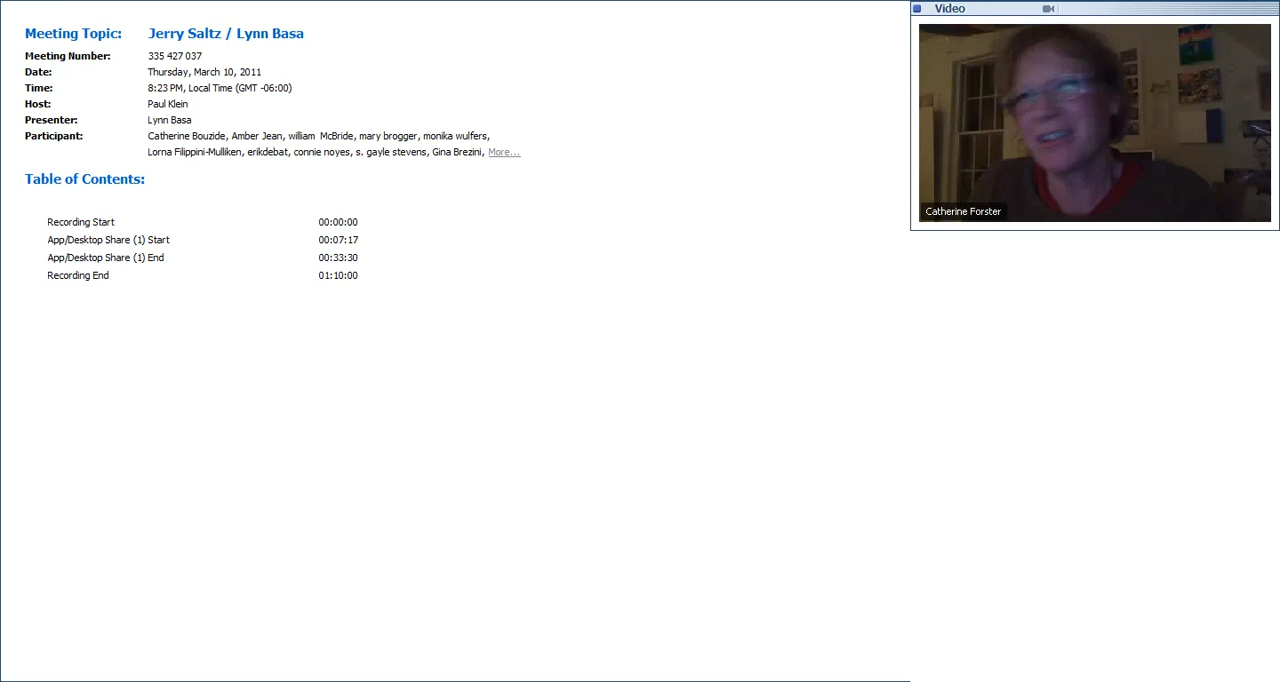 Meeting Topic: Jerry Saltz / Lynn Basa
Meeting Number: 335 427 037
Date: Thursday, March 10, 2011
Time: 8:23 PM, Local Time (GMT -06:00)
Host: Paul Klein
Presenter: Lynn Basa
Participant: Catherine Bouzide, Amber Jean, william  McBride, mary brogger, monika wulfers,
Lorna Filippini-Mulliken, erikdebat, connie noyes, s. gayle stevens, Gina Brezini, More...
Table of Contents:
Recording Start 00:00:00
App/Desktop Share (1) Start 00:07:17
App/Desktop Share (1) End 00:33:30
Recording End 01:10:00
Video
Catherine Forster